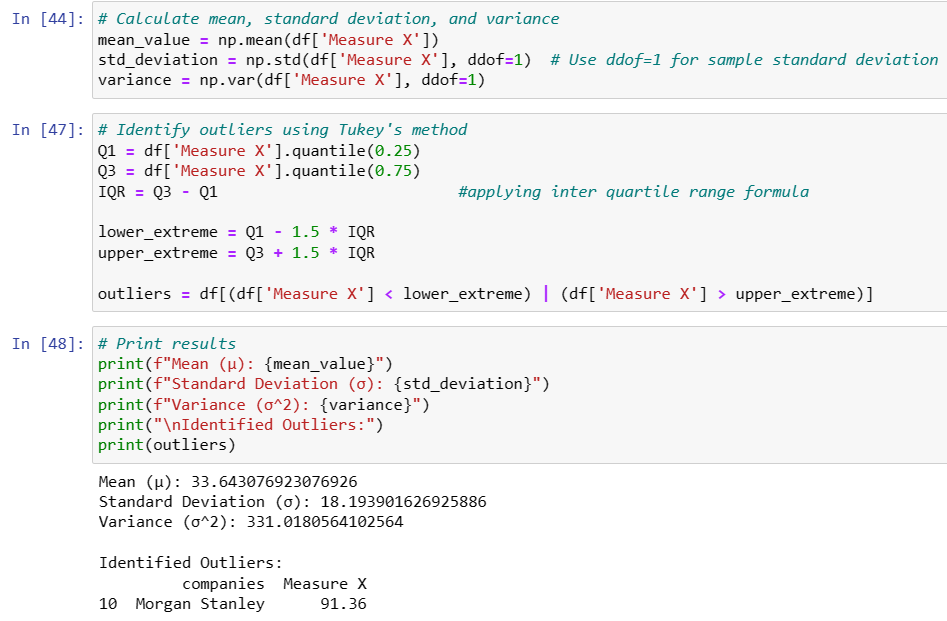 In [44]: # Calculate mean, standard deviation, and variance
mean_value = np.mean(df['Measure X'])
std_deviation = np.std(df['Measure X'], ddof=1)  # Use ddof=1 for sample standard deviation
variance = np.var(df['Measure X'], ddof=1)
In [47]: # Identify outliers using Tukey's method
Q1 = df['Measure X'].quantile(0.25)
Q3 = df['Measure X'].quantile(0.75)
IQR = Q3 - Q1                        #applying inter quartile range formula
lower_extreme = Q1 - 1.5 * IQR
upper_extreme = Q3 + 1.5 * IQR
outliers = df[(df['Measure X'] < lower_extreme) | (df['Measure X'] > upper_extreme)]
In [48]: # Print results
print(f"Mean (μ): {mean_value}")
print(f"Standard Deviation (σ): {std_deviation}")
print(f"Variance (σ^2): {variance}")
print("\nIdentified Outliers:")
print(outliers)
Mean (μ): 33.643076923076926
Standard Deviation (σ): 18.193901626925886
Variance (σ^2): 331.0180564102564
Identified Outliers:
companies  Measure X
10  Morgan Stanley      91.36